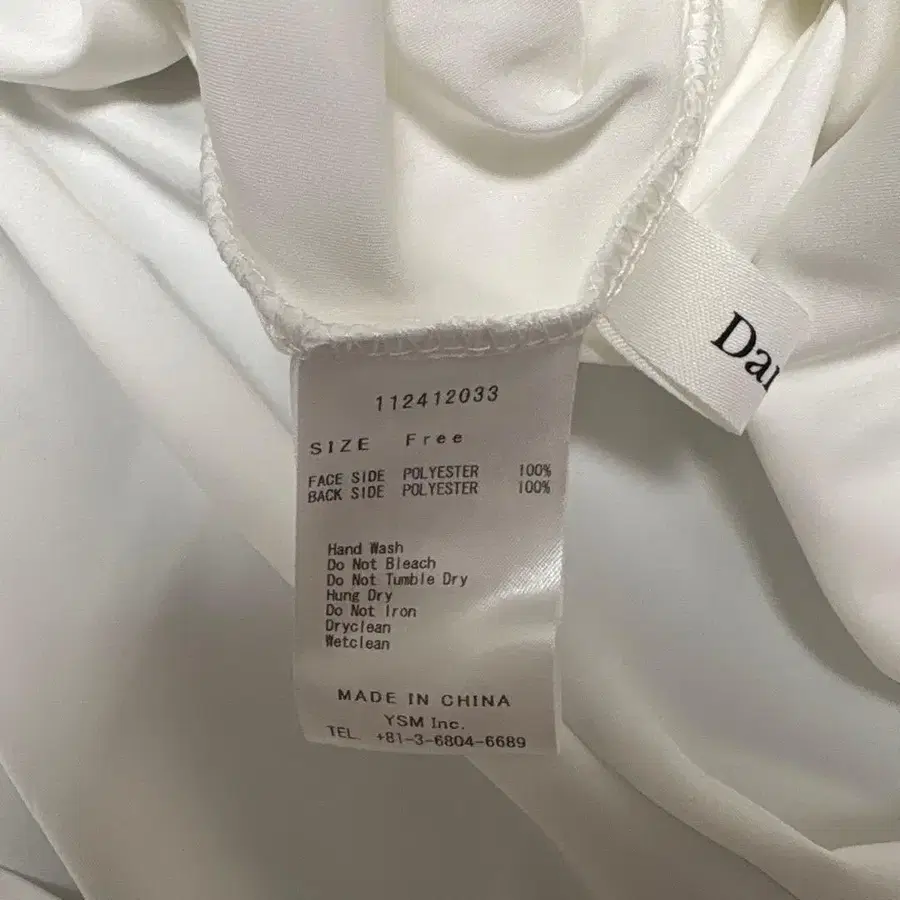 112412033
SIZE Free
FACE SIDE POLYESTER 100%
BACK SIDE POLYESTER 100%
Hand Wash
Do Not Bleach
Do Not Tumble Dry
Hung Dry
Do Not Iron
Dryclean
Wetclean
MADE IN CHINA
YSM Inc.
TEL. +81-3-6804-6689